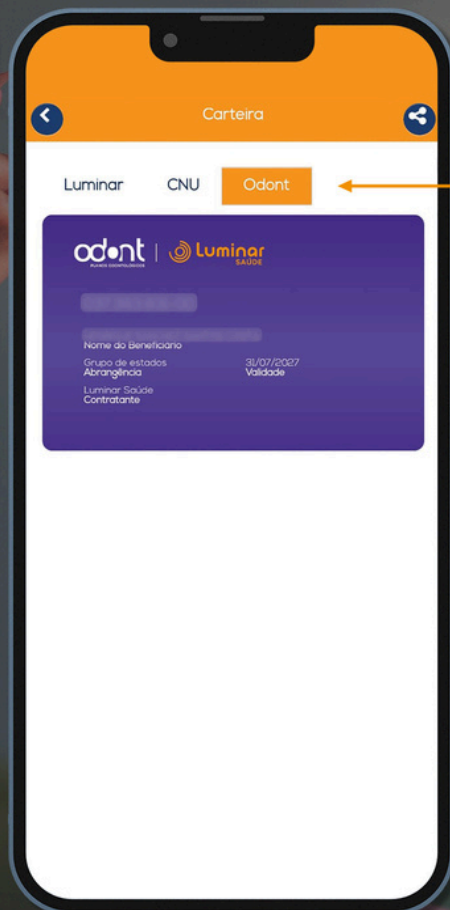 Carteira
Luminar CNU Odont
odont Luminar
PLANOS ODONTOLÓGICOS SAÚDE
Nome do Beneficiário
Grupo de estados 31/07/2027
Abrangência Validade
Luminar Saúde
Contratante